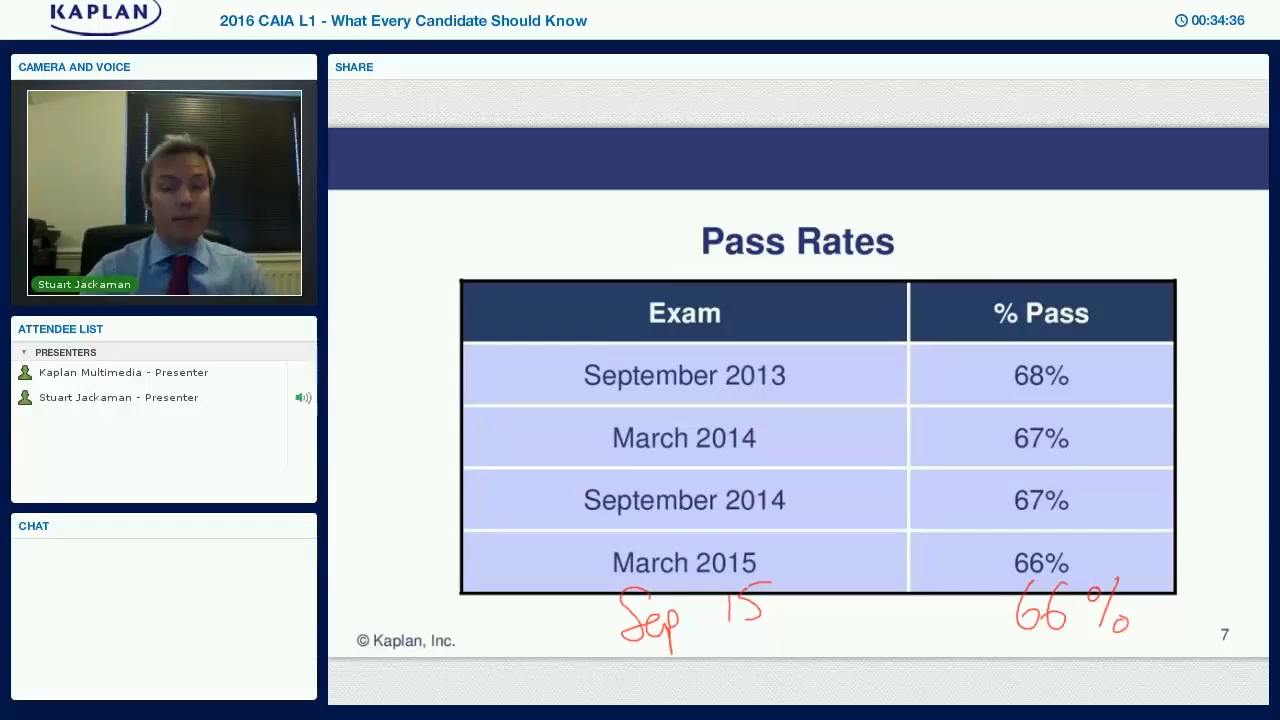 KAPLAN
2016 CAIA L1 - What Every Candidate Should Know
00:34:36
CAMERA AND VOICE
Stuart Jackaman
ATTENDEE LIST
PRESENTERS
Kaplan Multimedia - Presenter
Stuart Jackaman - Presenter
CHAT
SHARE
Pass Rates
Exam % Pass
September 2013 68%
March 2014 67%
September 2014 67%
March 2015 66%
Sep 15 66%
© Kaplan, Inc. 7